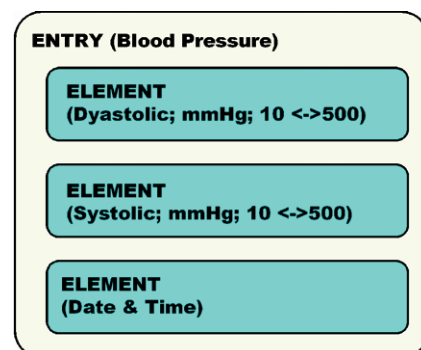 ENTRY (Blood Pressure)
ELEMENT
(Dyastolic; mmHg; 10 <->500)
ELEMENT
(Systolic; mmHg; 10 <->500)
ELEMENT
(Date & Time)